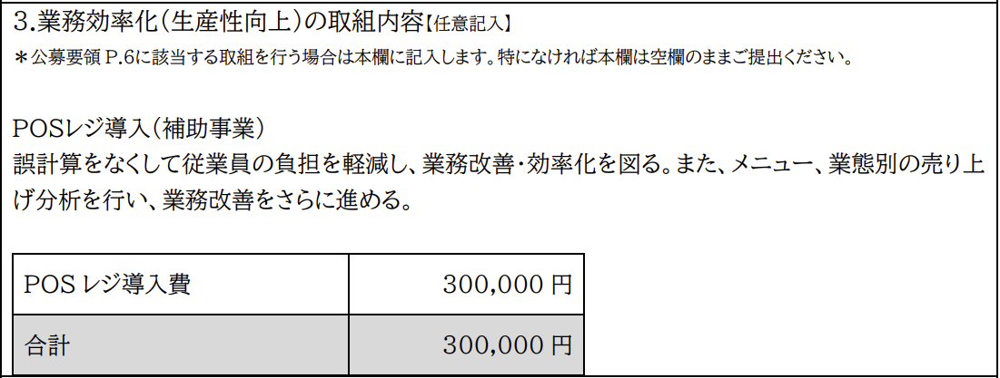 3.業務効率化(生産性向上)の取組内容【任意記入】
＊公募要領 P.6に該当する取組を行う場合は本欄に記入します。特になければ本欄は空欄のままご提出ください。
POSレジ導入(補助事業)
誤計算をなくして従業員の負担を軽減し、業務改善・効率化を図る。また、メニュー、業態別の売り上
げ分析を行い、業務改善をさらに進める。
POS レジ導入費 300,000 円
合計 300,000 円